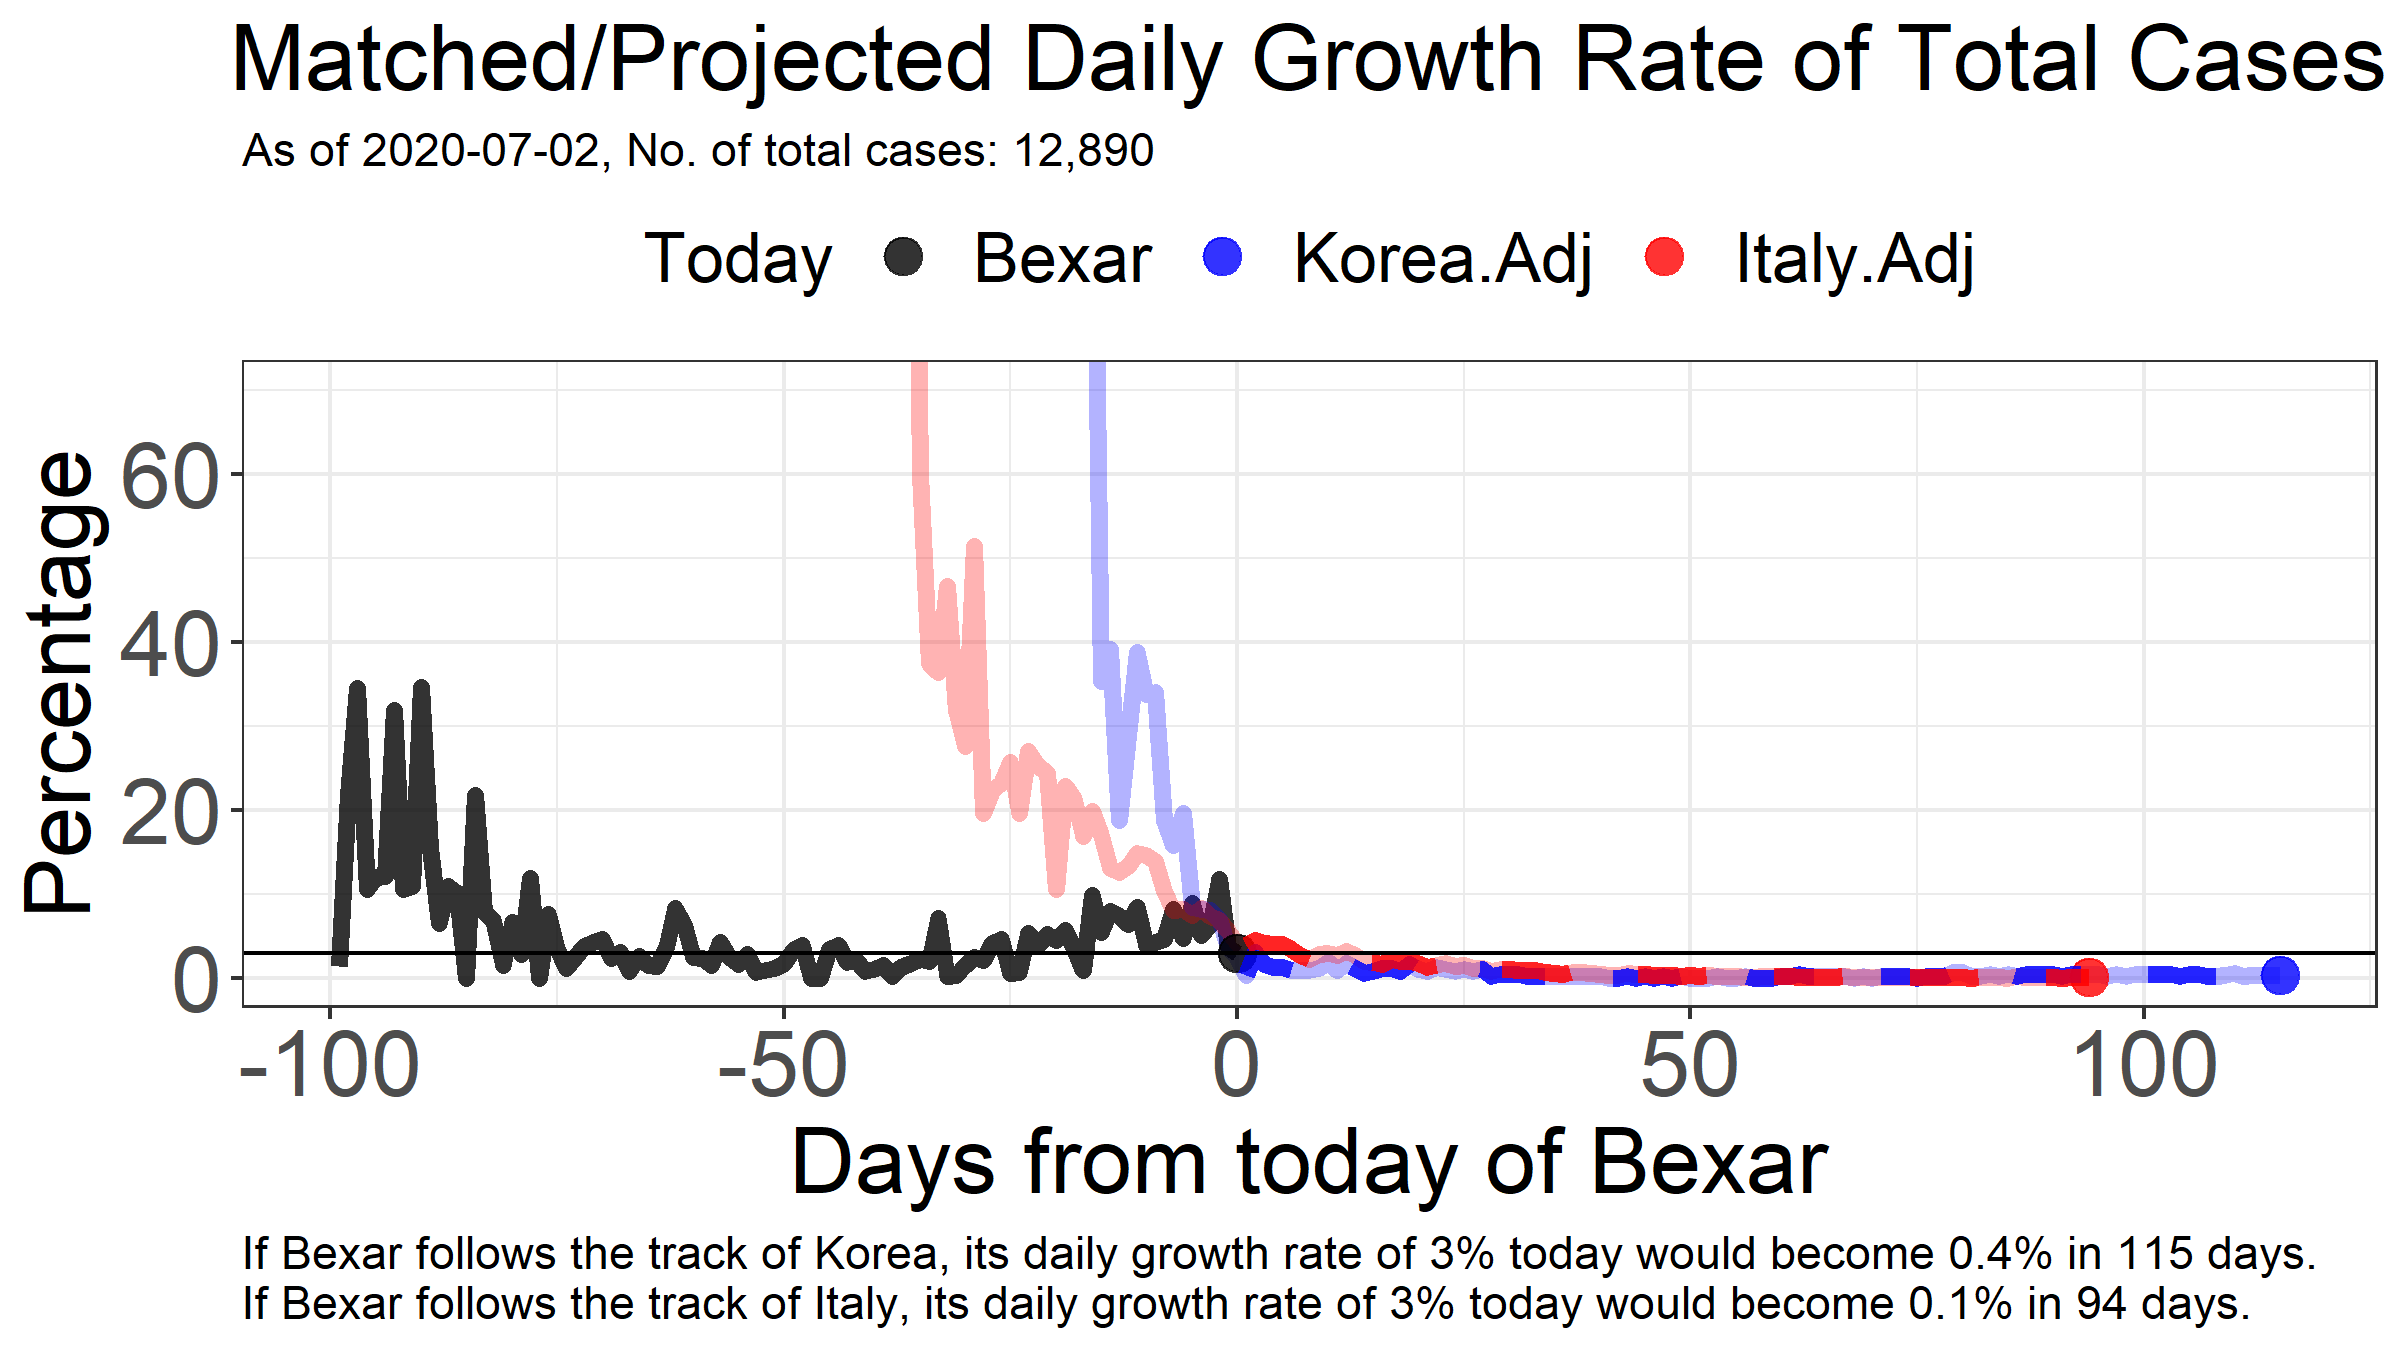 Matched/Projected Daily Growth Rate of Total Cases
As of 2020-07-02, No. of total cases: 12,890
Today Bexar Korea.Adj Italy.Adj
Percentage
60
40
20
0
-100 -50 0 50 100
Days from today of Bexar
If Bexar follows the track of Korea, its daily growth rate of 3% today would become 0.4% in 115 days.
If Bexar follows the track of Italy, its daily growth rate of 3% today would become 0.1% in 94 days.